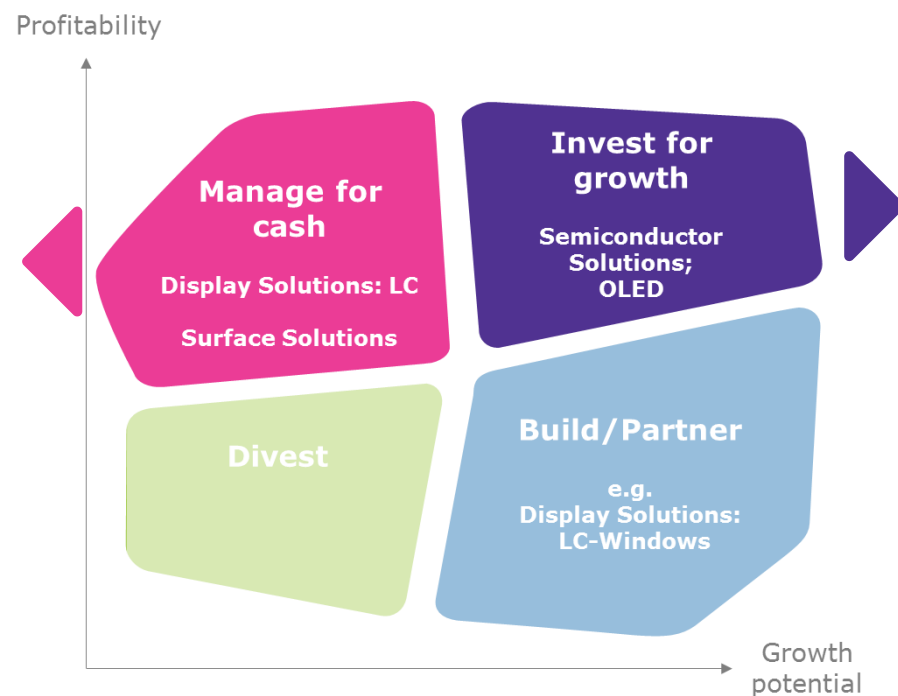 Profitability
Manage for
cash
Display Solutions: LC
Surface Solutions
Invest for
growth
Semiconductor
Solutions;
OLED
Divest
Build/Partner
e.g.
Display Solutions:
LC-Windows
Growth
potential